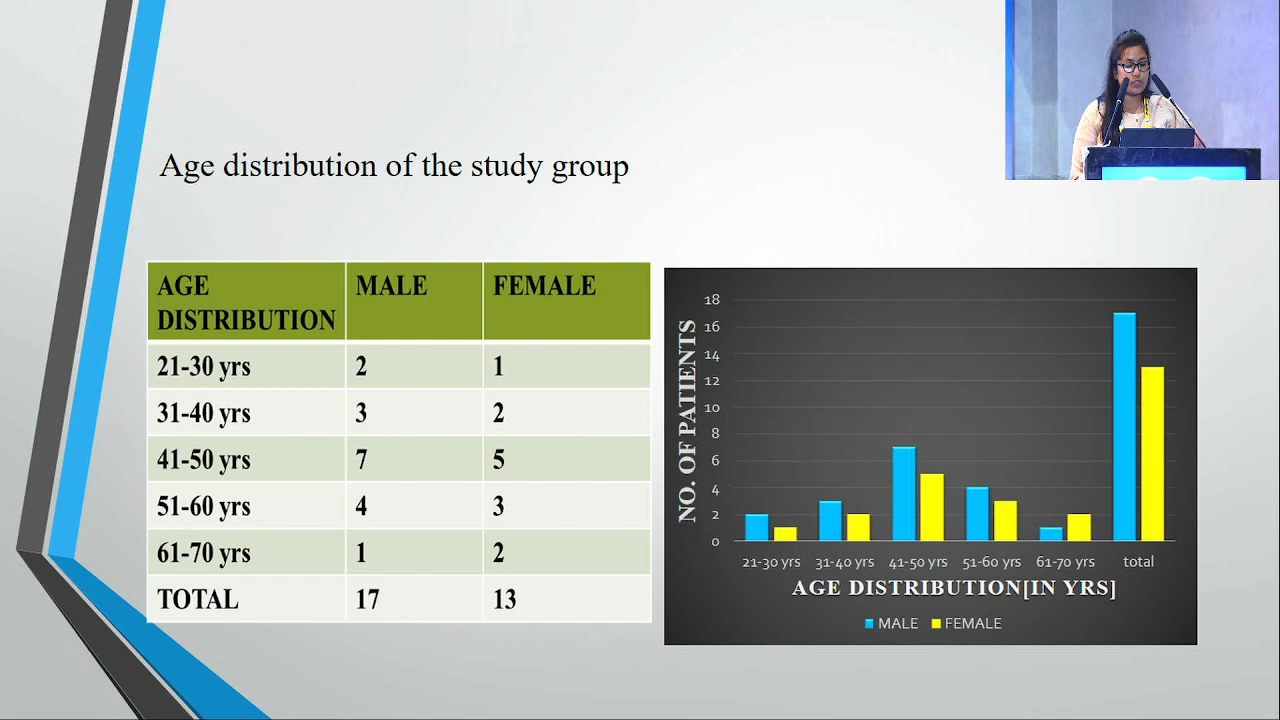 Age distribution of the study group
AGE DISTRIBUTION MALE FEMALE
21-30 yrs 2 1
31-40 yrs 3 2
41-50 yrs 7 5
51-60 yrs 4 3
61-70 yrs 1 2
TOTAL 17 13
NO. OF PATIENTS
18
16
14
12
10
8
6
4
2
0
21-30 yrs 31-40 yrs 41-50 yrs 51-60 yrs 61-70 yrs total
AGE DISTRIBUTION[IN YRS]
MALE FEMALE